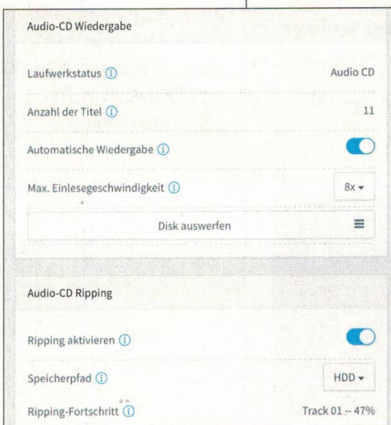 Audio-CD Wiedergabe
Laufwerkstatus ⓘ Audio CD
Anzahl der Titel ⓘ 11
Automatische Wiedergabe ⓘ
Max. Einlesegeschwindigkeit ⓘ 8x
Disk auswerfen
Audio-CD Ripping
Ripping aktivieren ⓘ
Speicherpfad ⓘ HDD
Ripping-Fortschritt ⓘ Track 01 -- 47%